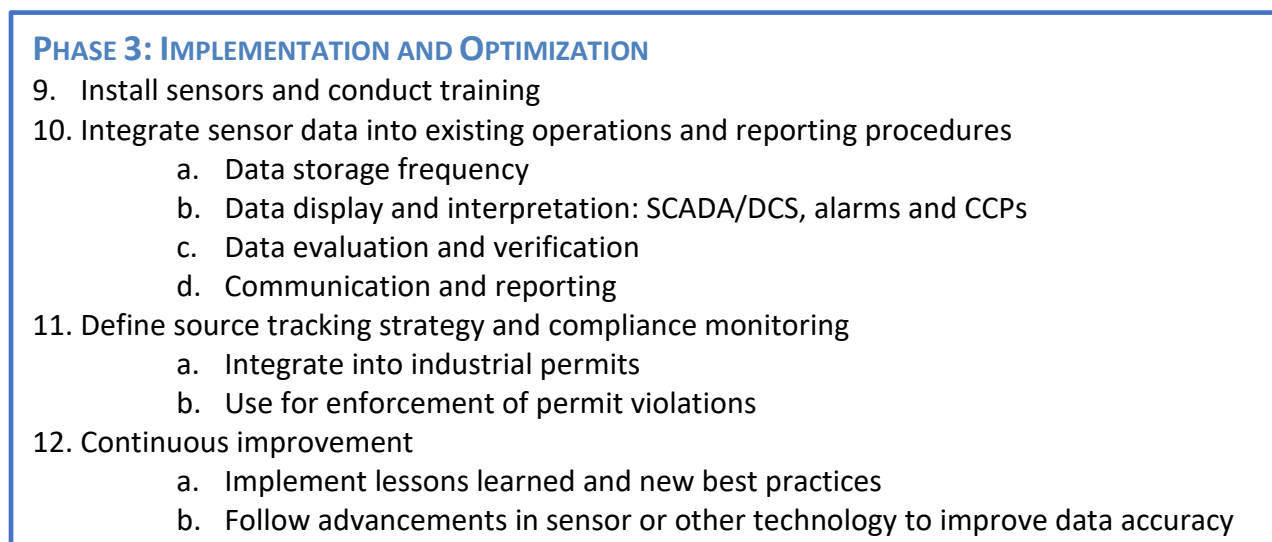 PHASE 3: IMPLEMENTATION AND OPTIMIZATION
9. Install sensors and conduct training
10. Integrate sensor data into existing operations and reporting procedures
a. Data storage frequency
b. Data display and interpretation: SCADA/DCS, alarms and CCPs
c. Data evaluation and verification
d. Communication and reporting
11. Define source tracking strategy and compliance monitoring
a. Integrate into industrial permits
b. Use for enforcement of permit violations
12. Continuous improvement
a. Implement lessons learned and new best practices
b. Follow advancements in sensor or other technology to improve data accuracy